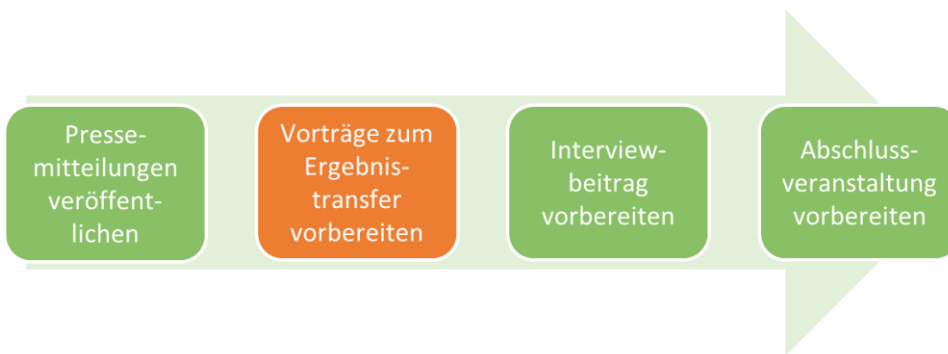 Presse-
mitteilungen
veröffent-
lichen
Vorträge zum
Ergebnis-
transfer
vorbereiten
Interview-
beitrag
vorbereiten
Abschluss-
veranstaltung
vorbereiten